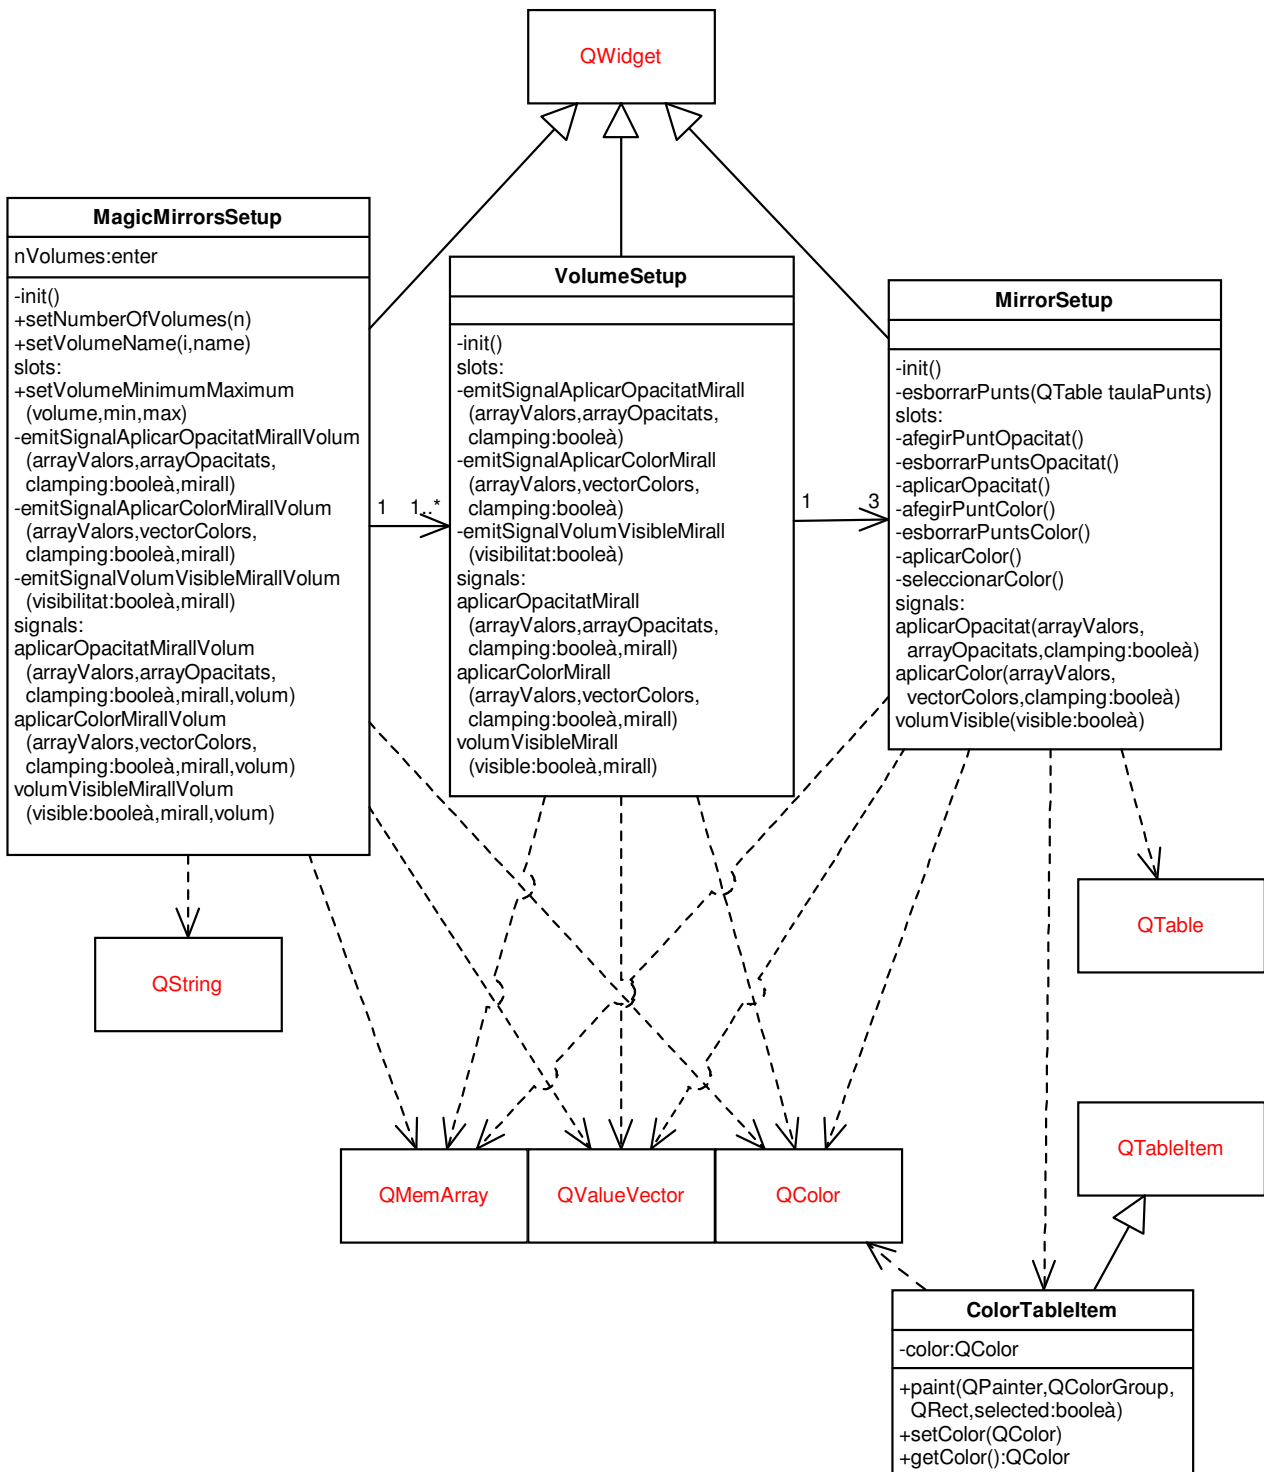 QWidget
MagicMirrorsSetup
nVolumes:enter
-init()
+setNumberOfVolumes(n)
+setVolumeName(i,name)
slots:
+setVolumeMinimumMaximum
(volume,min,max)
-emitSignalAplicarOpacitatMirallVolum
(arrayValors,arrayOpacitats,
clamping:booleà,mirall)
-emitSignalAplicarColorMirallVolum
(arrayValors,vectorColors,
clamping:booleà,mirall)
-emitSignalVolumVisibleMirallVolum
(visibilitat:booleà,mirall)
signals:
aplicarOpacitatMirallVolum
(arrayValors,arrayOpacitats,
clamping:booleà,mirall,volum)
aplicarColorMirallVolum
(arrayValors,vectorColors,
clamping:booleà,mirall,volum)
volumVisibleMirallVolum
(visible:booleà,mirall,volum)
1 1..*
VolumeSetup
-init()
slots:
-emitSignalAplicarOpacitatMirall
(arrayValors,arrayOpacitats,
clamping:booleà)
-emitSignalAplicarColorMirall
(arrayValors,vectorColors,
clamping:booleà)
-emitSignalVolumVisibleMirall
(visibilitat:booleà)
signals:
aplicarOpacitatMirall
(arrayValors,arrayOpacitats,
clamping:booleà,mirall)
aplicarColorMirall
(arrayValors,vectorColors,
clamping:booleà,mirall)
volumVisibleMirall
(visible:booleà,mirall)
1 3
MirrorSetup
-init()
-esborrarPunts(QTable taulaPunts)
slots:
-afegirPuntOpacitat()
-esborrarPuntsOpacitat()
-aplicarOpacitat()
-afegirPuntColor()
-esborrarPuntsColor()
-aplicarColor()
-seleccionarColor()
signals:
aplicarOpacitat(arrayValors,
arrayOpacitats,clamping:booleà)
aplicarColor(arrayValors,
vectorColors,clamping:booleà)
volumVisible(visible:booleà)
QString
QTable
QMemArray
QValueVector
QColor
QTableItem
ColorTableItem
-color:QColor
+paint(QPainter,QColorGroup,
QRect,selected:booleà)
+setColor(QColor)
+getColor():QColor